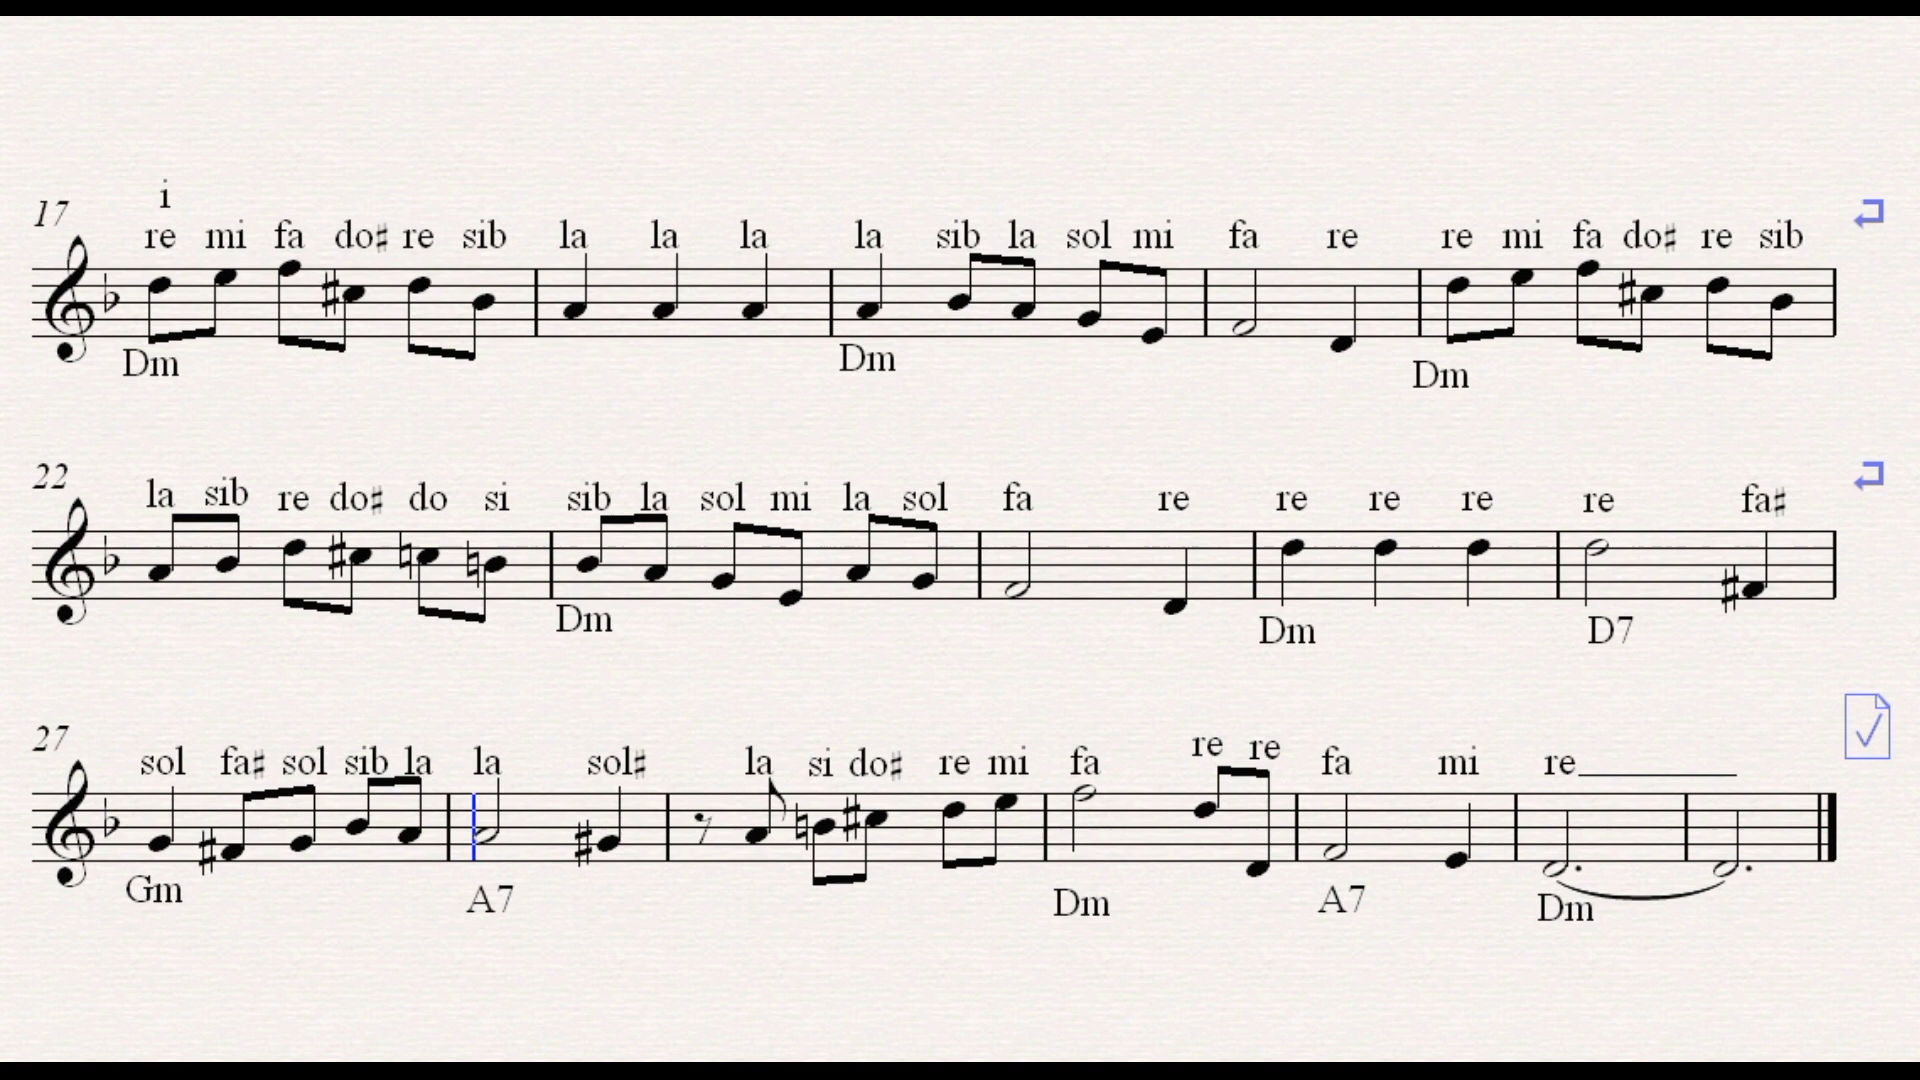 i
17
re mi fa do♯ re sib la la la la sib la sol mi fa re re mi fa do♯ re sib
Dm Dm Dm
22
la sib re do♯ do si sib la sol mi la sol fa re re re re re fa♯
Dm Dm D7
27
sol fa♯ sol sib la la sol♯ la si do♯ re mi fa re re fa mi re
Gm A7 Dm A7 Dm